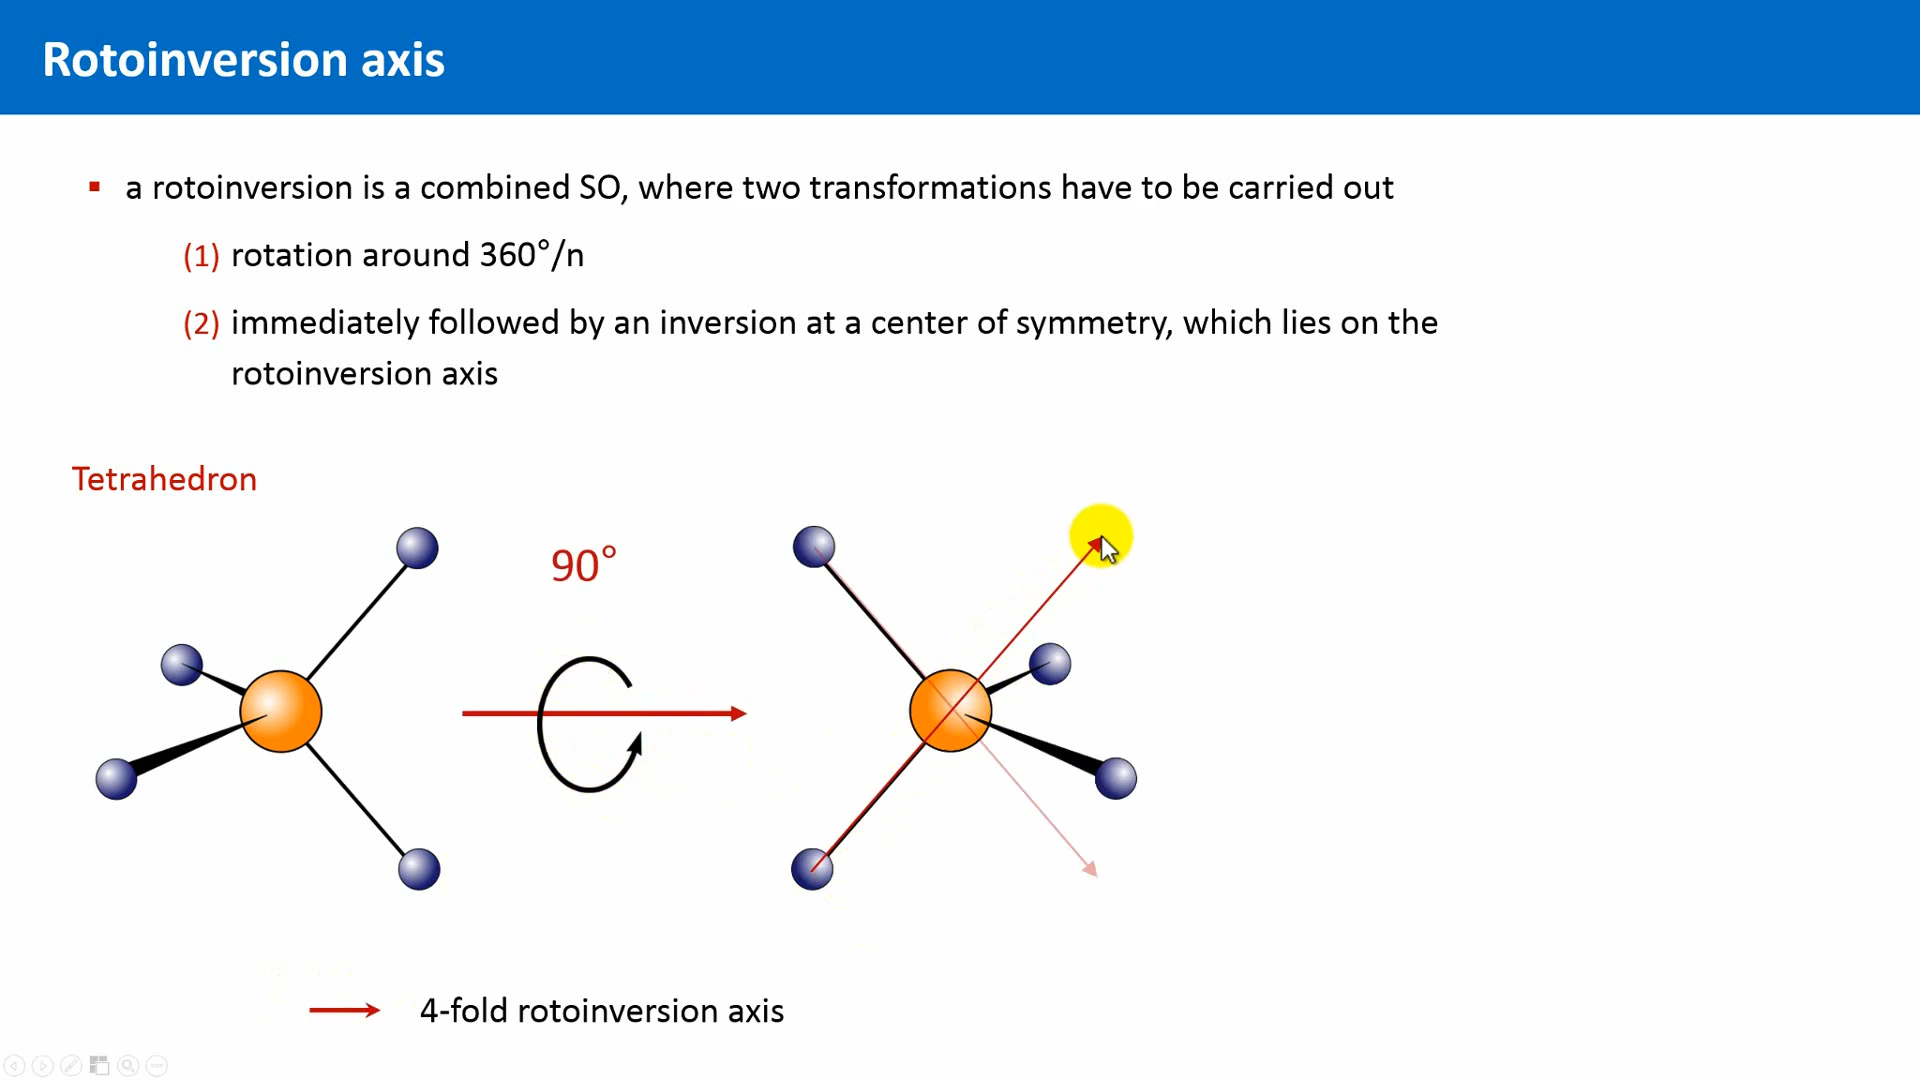 Rotoinversion axis
▪ a rotoinversion is a combined SO, where two transformations have to be carried out
(1) rotation around 360°/n
(2) immediately followed by an inversion at a center of symmetry, which lies on the
rotoinversion axis
Tetrahedron
90°
4-fold rotoinversion axis